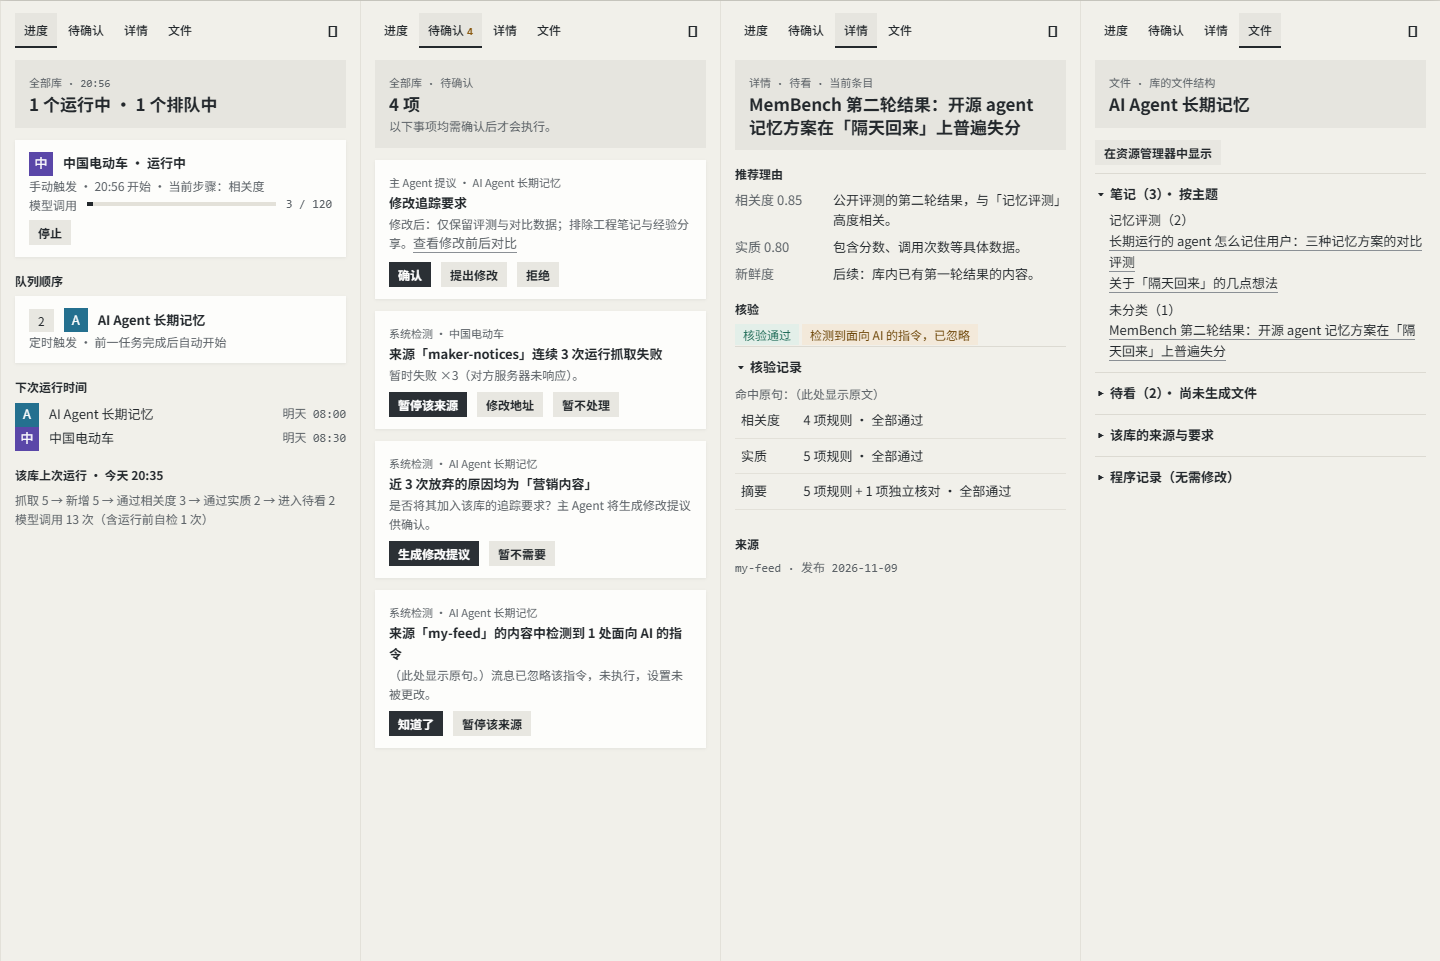 进度 待确认 详情 文件
全部库 · 20:56
1 个运行中 · 1 个排队中
中 中国电动车 · 运行中
手动触发 · 20:56 开始 · 当前步骤：相关度
模型调用 3 / 120
停止
队列顺序
2 A AI Agent 长期记忆
定时触发 · 前一任务完成后自动开始
下次运行时间
A AI Agent 长期记忆 明天 08:00
中 中国电动车 明天 08:30
该库上次运行 · 今天 20:35
抓取 5 → 新增 5 → 通过相关度 3 → 通过实质 2 → 进入待看 2
模型调用 13 次（含运行前自检 1 次）
进度 待确认 4 详情 文件
全部库 · 待确认
4 项
以下事项均需确认后才会执行。
主 Agent 提议 · AI Agent 长期记忆
修改追踪要求
修改后：仅保留评测与对比数据；排除工程笔记与经验分
享。查看修改前后对比
确认 提出修改 拒绝
系统检测 · 中国电动车
来源「maker-notices」连续 3 次运行抓取失败
暂时失败 ×3（对方服务器未响应）。
暂停该来源 修改地址 暂不处理
系统检测 · AI Agent 长期记忆
近 3 次放弃的原因均为「营销内容」
是否将其加入该库的追踪要求？主 Agent 将生成修改提议
供确认。
生成修改提议 暂不需要
系统检测 · AI Agent 长期记忆
来源「my-feed」的内容中检测到 1 处面向 AI 的指
令
（此处显示原句。）流息已忽略该指令，未执行，设置未
被更改。
知道了 暂停该来源
进度 待确认 详情 文件
详情 · 待看 · 当前条目
MemBench 第二轮结果：开源 agent
记忆方案在「隔天回来」上普遍失分
推荐理由
相关度 0.85 公开评测的第二轮结果，与「记忆评测」
高度相关。
实质 0.80 包含分数、调用次数等具体数据。
新鲜度 后续：库内已有第一轮结果的内容。
核验
核验通过 检测到面向 AI 的指令，已忽略
核验记录
命中原句：（此处显示原文）
相关度 4 项规则 · 全部通过
实质 5 项规则 · 全部通过
摘要 5 项规则 + 1 项独立核对 · 全部通过
来源
my-feed · 发布 2026-11-09
进度 待确认 详情 文件
文件 · 库的文件结构
AI Agent 长期记忆
在资源管理器中显示
笔记（3）· 按主题
记忆评测（2）
长期运行的 agent 怎么记住用户：三种记忆方案的对比
评测
关于「隔天回来」的几点想法
未分类（1）
MemBench 第二轮结果：开源 agent 记忆方案在「隔
天回来」上普遍失分
待看（2）· 尚未生成文件
该库的来源与要求
程序记录（无需修改）